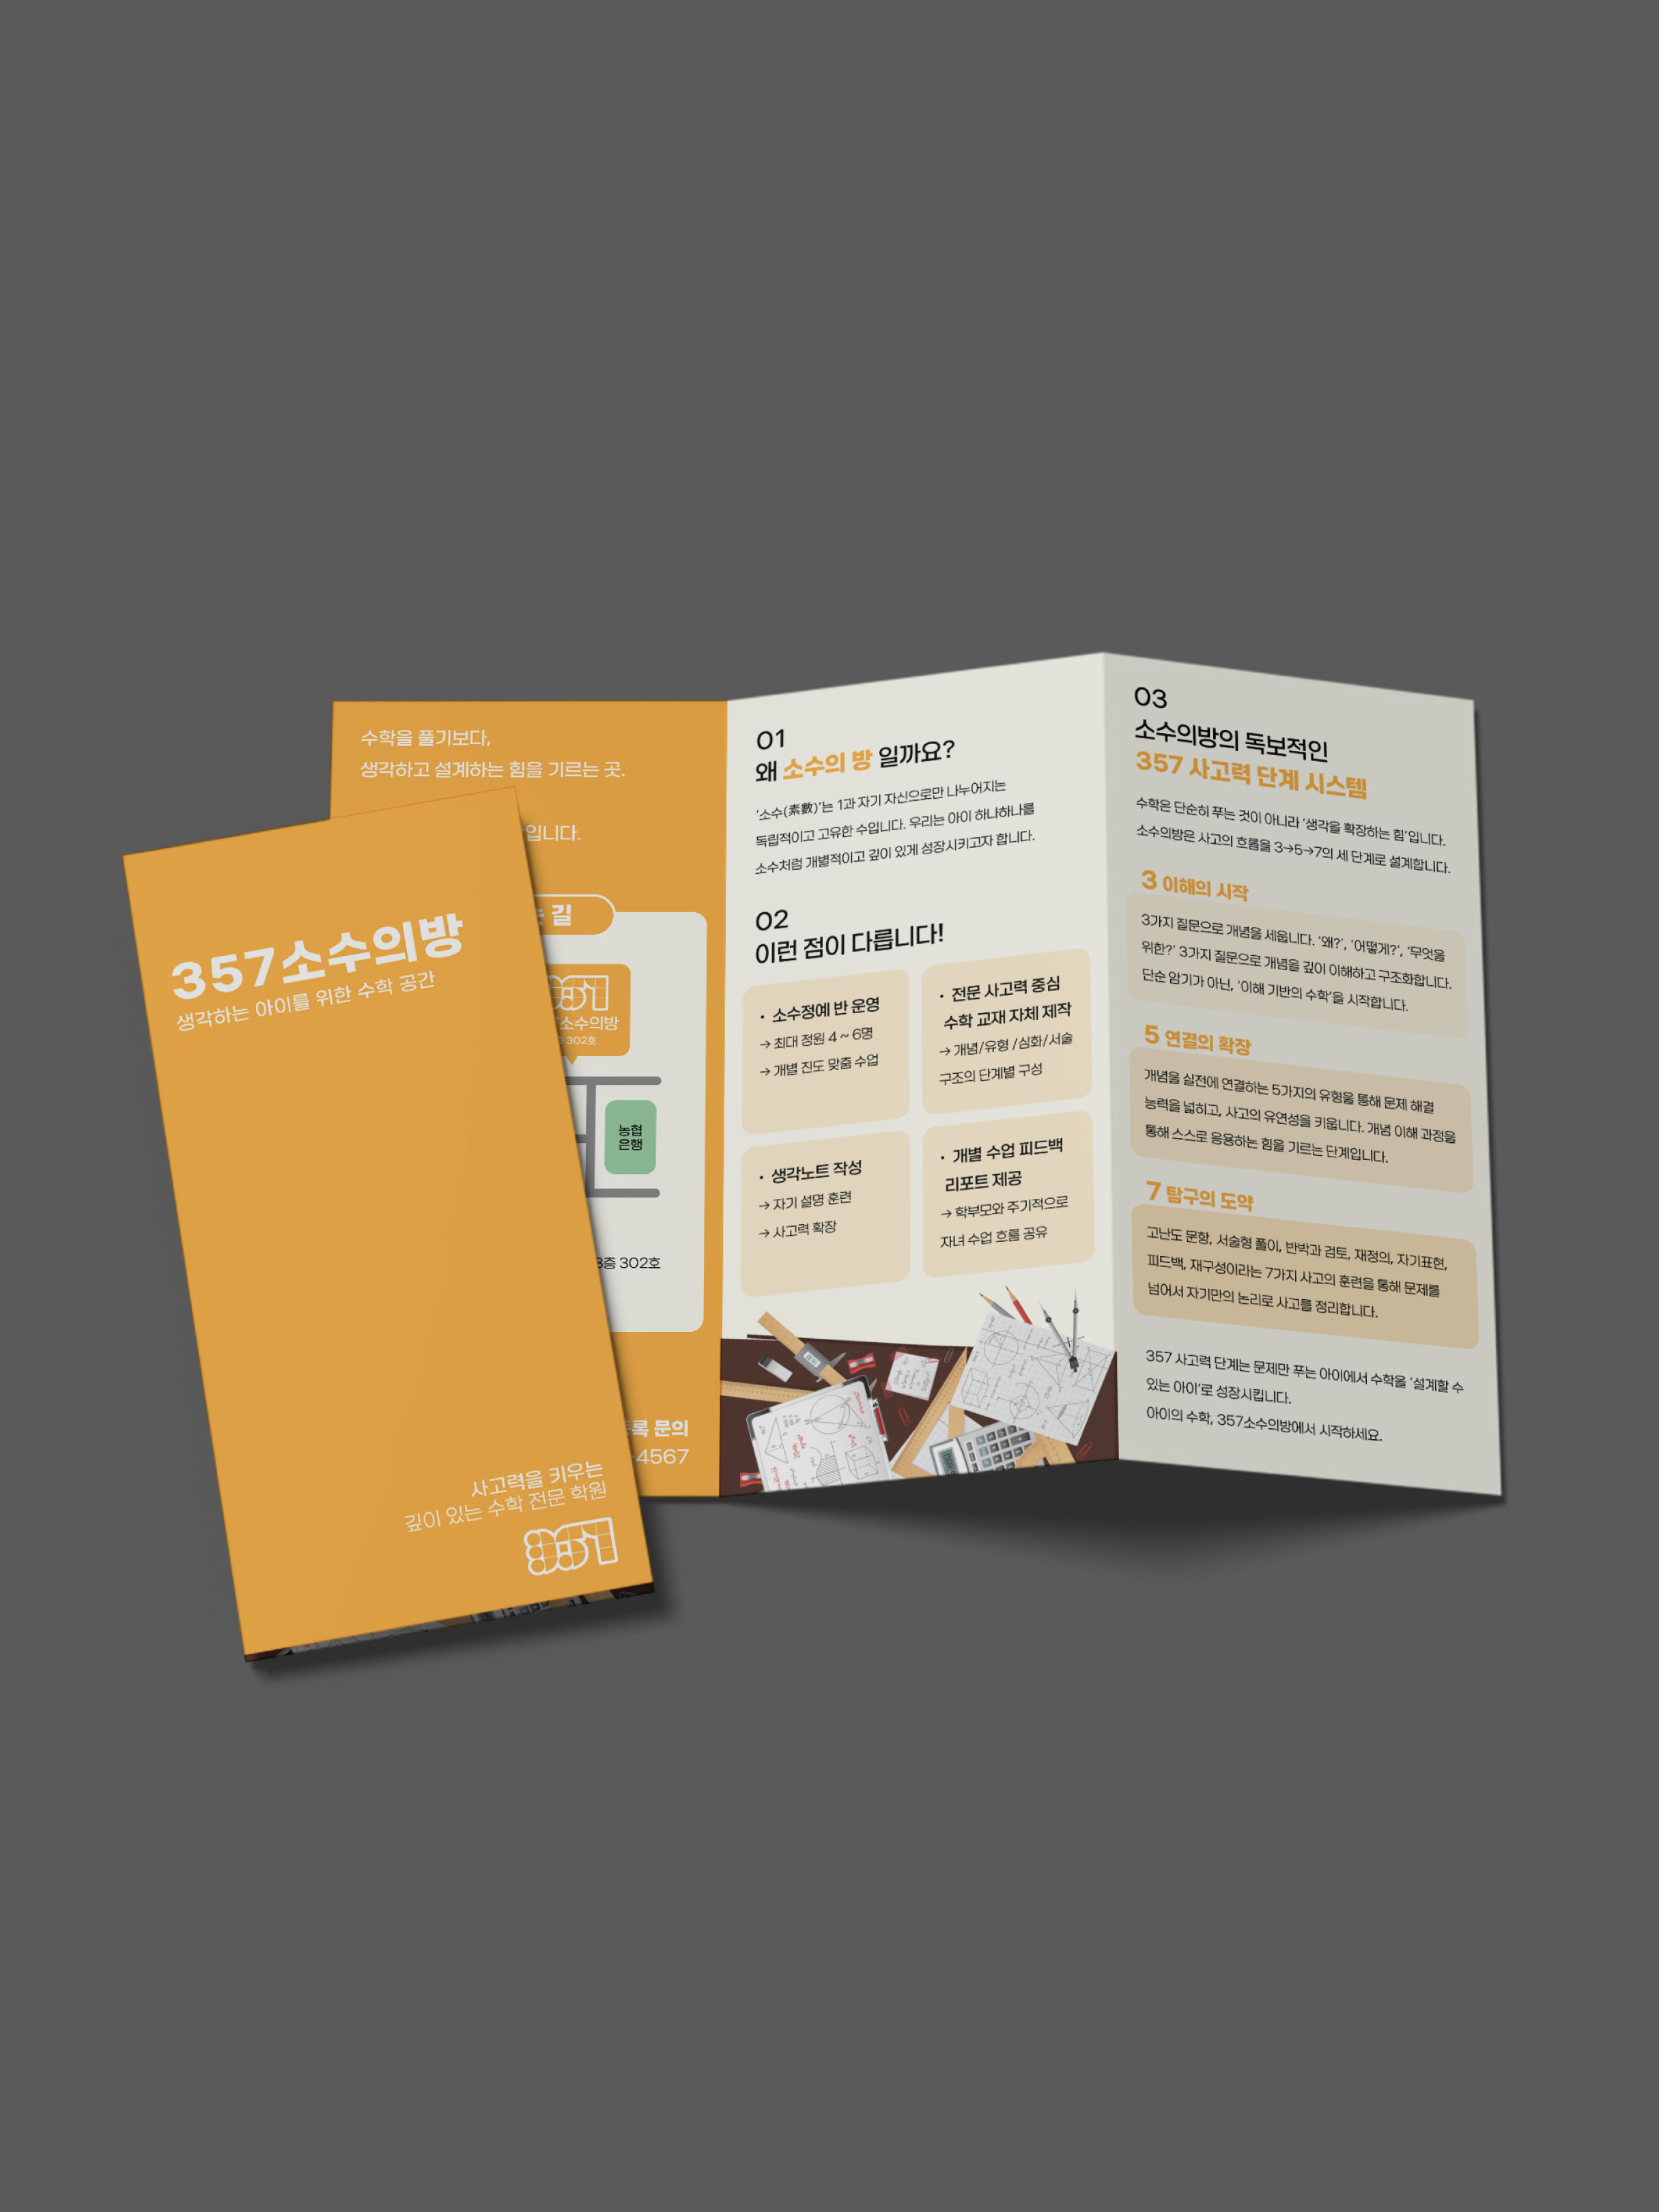 357소수의방
생각하는 아이를 위한 수학 공간
사고력을 키우는
깊이 있는 수학 전문 학원
357
수학을 풀기보다,
생각하고 설계하는 힘을 기르는 곳.
입니다.
길
357
소수의방
302호
농협
은행
3층 302호
문의
-4567
01
왜 소수의 방 일까요?
‘소수(素數)’는 1과 자기 자신으로만 나누어지는
독립적이고 고유한 수입니다. 우리는 아이 하나하나를
소수처럼 개별적이고 깊이 있게 성장시키고자 합니다.
02
이런 점이 다릅니다!
• 소수정예 반 운영
→ 최대 정원 4 ~ 6명
→ 개별 진도 맞춤 수업
• 전문 사고력 중심
수학 교재 자체 제작
→ 개념/유형 /심화/서술
구조의 단계별 구성
• 생각노트 작성
→ 자기 설명 훈련
→ 사고력 확장
• 개별 수업 피드백
리포트 제공
→ 학부모와 주기적으로
자녀 수업 흐름 공유
03
소수의방의 독보적인
357 사고력 단계 시스템
수학은 단순히 푸는 것이 아니라 ‘생각을 확장하는 힘’입니다.
소수의방은 사고의 흐름을 3→5→7의 세 단계로 설계합니다.
3 이해의 시작
3가지 질문으로 개념을 세웁니다. ‘왜?’, ‘어떻게?’, ‘무엇을
위한?’ 3가지 질문으로 개념을 깊이 이해하고 구조화합니다.
단순 암기가 아닌, ‘이해 기반의 수학’을 시작합니다.
5 연결의 확장
개념을 실전에 연결하는 5가지의 유형을 통해 문제 해결
능력을 넓히고, 사고의 유연성을 키웁니다. 개념 이해 과정을
통해 스스로 응용하는 힘을 기르는 단계입니다.
7 탐구의 도약
고난도 문항, 서술형 풀이, 반박과 검토, 재정의, 자기표현,
피드백, 재구성이라는 7가지 사고의 훈련을 통해 문제를
넘어서 자기만의 논리로 사고를 정리합니다.
357 사고력 단계는 문제만 푸는 아이에서 수학을 ‘설계할 수
있는 아이’로 성장시킵니다.
아이의 수학, 357소수의방에서 시작하세요.